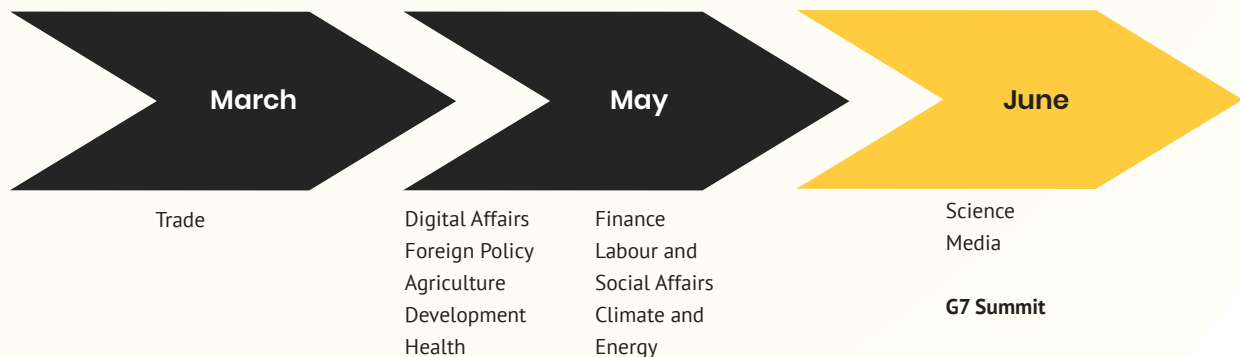 March
Trade
May
Digital Affairs
Foreign Policy
Agriculture
Development
Health
Finance
Labour and
Social Affairs
Climate and
Energy
June
Science
Media
G7 Summit